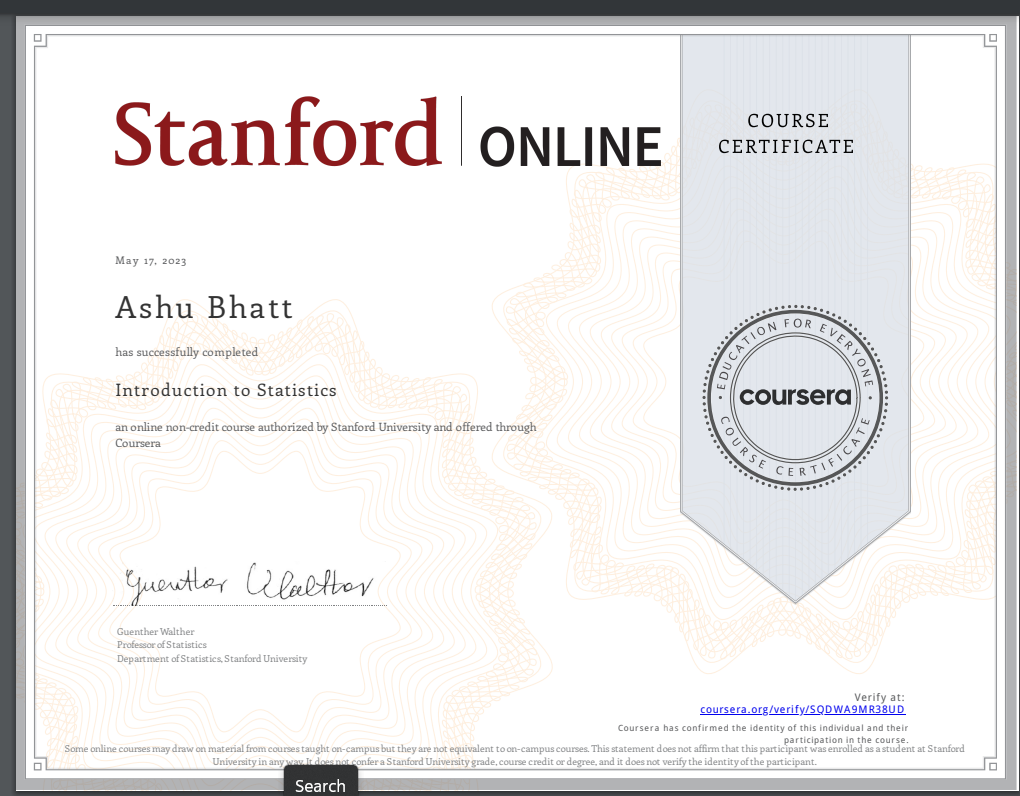 Stanford | ONLINE
COURSE
CERTIFICATE
May 17, 2023
Ashu Bhatt
has successfully completed
Introduction to Statistics
an online non-credit course authorized by Stanford University and offered through
Coursera
EDUCATION FOR EVERYONE
coursera
COURSE CERTIFICATE
Guenther Walther
Guenther Walther
Professor of Statistics
Department of Statistics, Stanford University
Verify at:
coursera.org/verify/SQDWA9MR38UD
Coursera has confirmed the identity of this individual and their
participation in the course.
Some online courses may draw on material from courses taught on-campus but they are not equivalent to on-campus courses. This statement does not affirm that this participant was enrolled as a student at Stanford
University in any way. It does not confer a Stanford University grade, course credit or degree, and it does not verify the identity of the participant.
Search